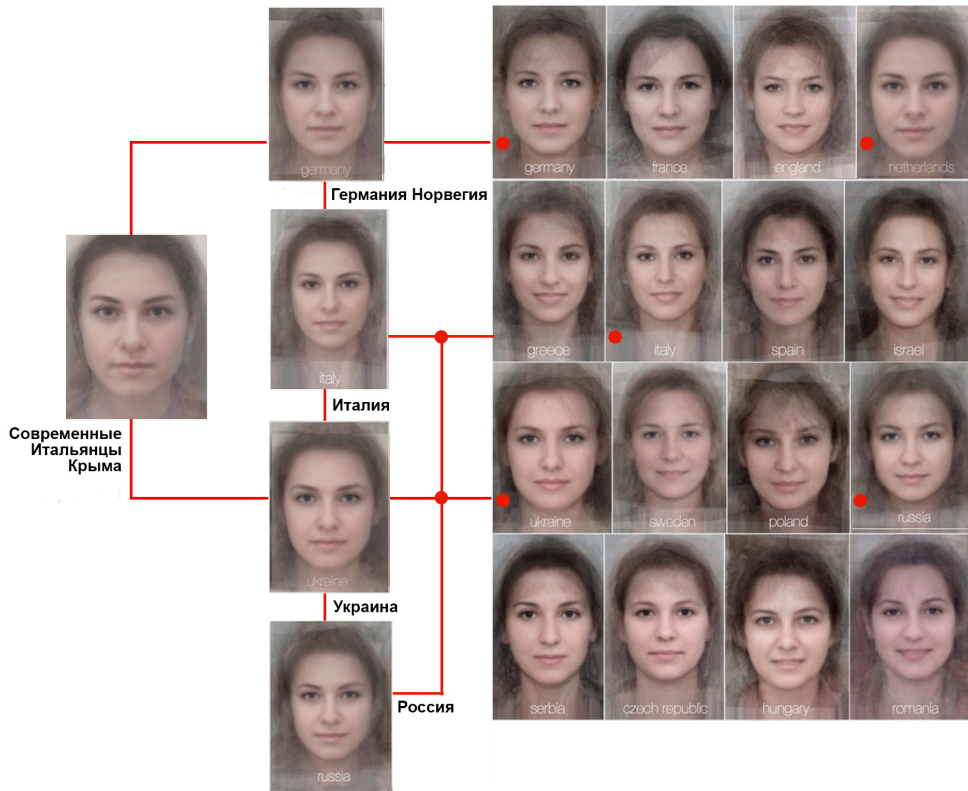 germany
france
england
netherlands
germany
Германия Норвегия
greece
italy
spain
israel
italy
Италия
Современные
Итальянцы
Крыма
ukraine
sweden
poland
russia
ukraine
Украина
serbia
czech republic
hungary
romania
Россия
russia